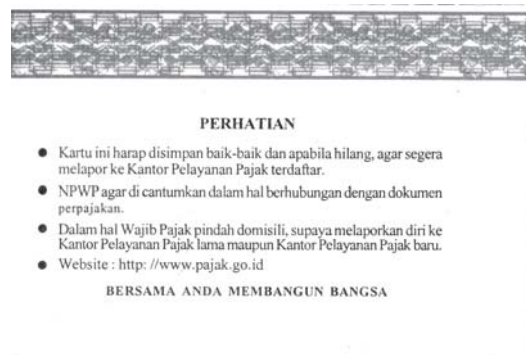 PERHATIAN
● Kartu ini harap disimpan baik-baik dan apabila hilang, agar segera
melapor ke Kantor Pelayanan Pajak terdaftar.
● NPWP agar di cantumkan dalam hal berhubungan dengan dokumen
perpajakan.
● Dalam hal Wajib Pajak pindah domisili, supaya melaporkan diri ke
Kantor Pelayanan Pajak lama maupun Kantor Pelayanan Pajak baru.
● Website : http: //www.pajak.go.id
BERSAMA ANDA MEMBANGUN BANGSA